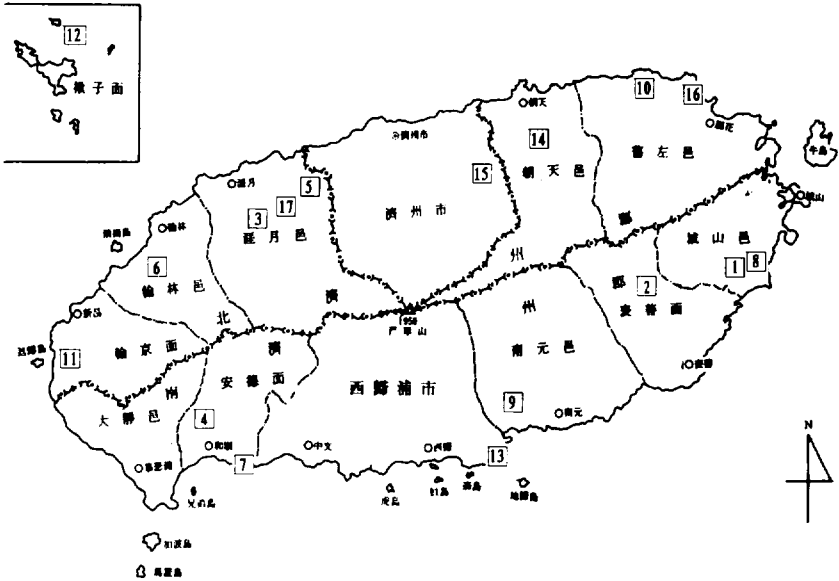 12
楸子面
10
16
朝天
細花
濟州市
14
舊左邑
牛島
涯月
5
15
朝天邑
城山
3
17
濟州市
郡
涯月邑
翰林
城山邑
6
州
1
8
翰林邑
郡
2
濟
表善面
北
州
新昌
1950
11
翰京面
濟
南元邑
表善
南
安德面
西歸浦市
大靜邑
9
4
南元
和順
中文
西歸
13
7
N
慕瑟浦
虎島
地歸島
兄弟島
加波島
馬羅島